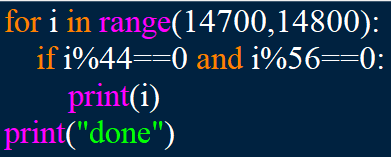 for i in range(14700,14800):
    if i%44==0 and i%56==0:
        print(i)
print("done")